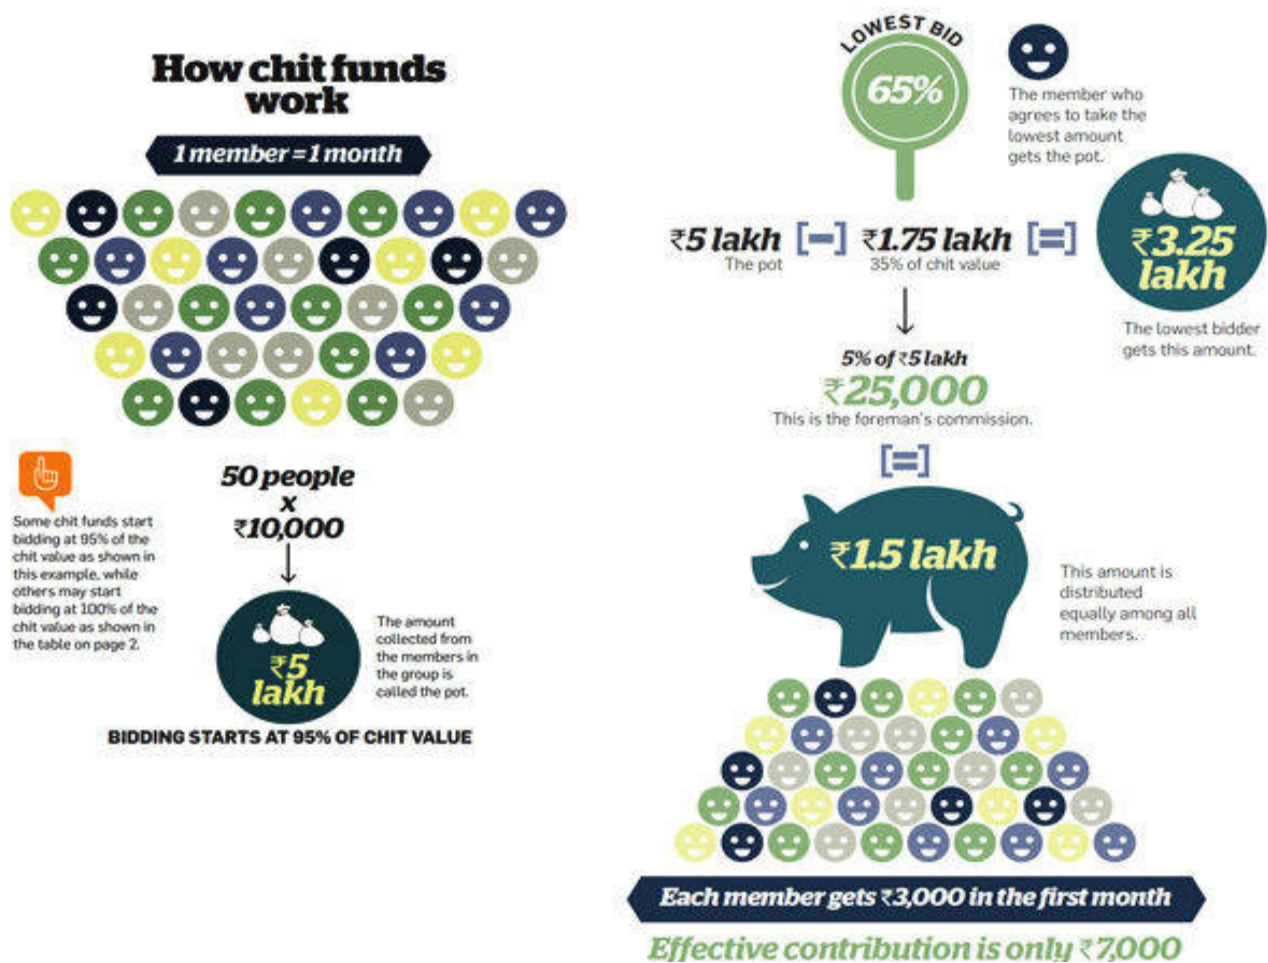 How chit funds
work
1 member = 1 month
Some chit funds start
bidding at 95% of the
chit value as shown in
this example, while
others may start
bidding at 100% of the
chit value as shown in
the table on page 2.
50 people
x
₹10,000
₹5
lakh
The amount
collected from
the members in
the group is
called the pot.
BIDDING STARTS AT 95% OF CHIT VALUE
LOWEST BID
65%
The member who
agrees to take the
lowest amount
gets the pot.
₹5 lakh [-] ₹1.75 lakh [=]
The pot
35% of chit value
₹3.25
lakh
The lowest bidder
gets this amount.
5% of ₹5 lakh
₹25,000
This is the foreman's commission.
[=]
₹1.5 lakh
This amount is
distributed
equally among all
members.
Each member gets ₹3,000 in the first month
Effective contribution is only ₹7,000